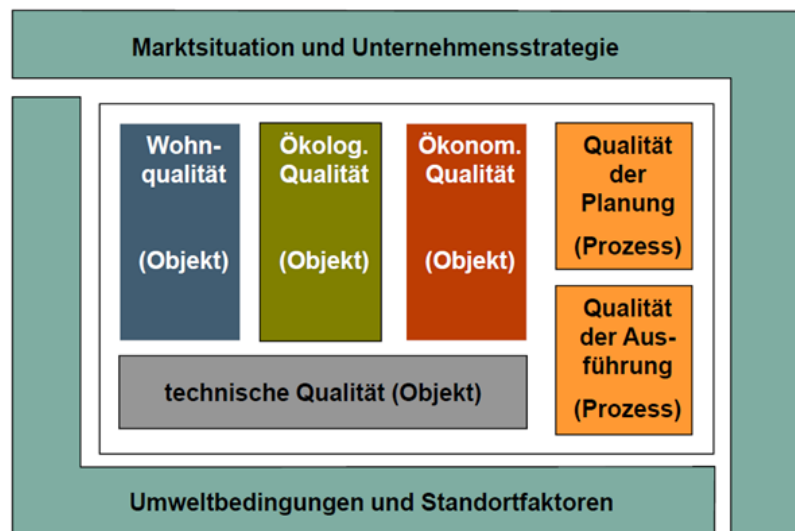 Marktsituation und Unternehmensstrategie
Wohn-
qualität
(Objekt)
Ökolog.
Qualität
(Objekt)
Ökonom.
Qualität
(Objekt)
Qualität
der
Planung
(Prozess)
Qualität
der Aus-
führung
(Prozess)
technische Qualität (Objekt)
Umweltbedingungen und Standortfaktoren